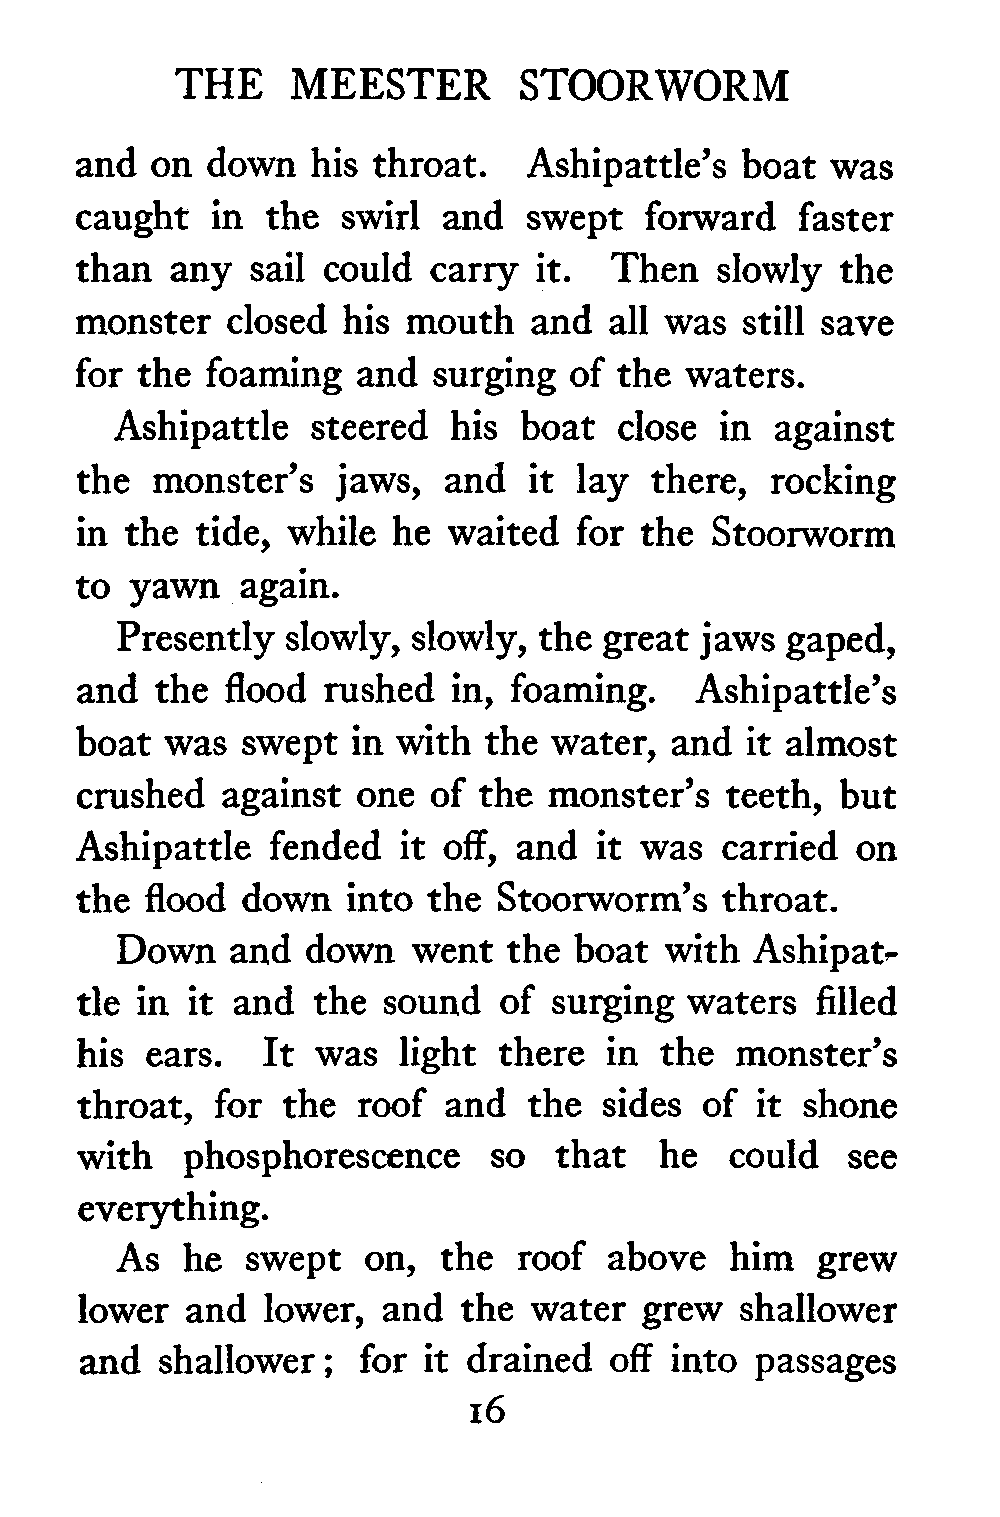 THE MEESTER STOORWORM
and on down his throat. Ashipattle's boat was
caught in the swirl and swept forward faster
than any sail could carry it. Then slowly the
monster closed his mouth and all was still save
for the foaming and surging of the waters.
Ashipattle steered his boat close in against
the monster's jaws, and it lay there, rocking
in the tide, while he waited for the Stoorworm
to yawn again.
Presently slowly, slowly, the great jaws gaped,
and the flood rushed in, foaming. Ashipattle's
boat was swept in with the water, and it almost
crushed against one of the monster's teeth, but
Ashipattle fended it off, and it was carried on
the flood down into the Stoorworm's throat.
Down and down went the boat with Ashipat-
tle in it and the sound of surging waters filled
his ears. It was light there in the monster's
throat, for the roof and the sides of it shone
with phosphorescence so that he could see
everything.
As he swept on, the roof above him grew
lower and lower, and the water grew shallower
and shallower; for it drained off into passages
16